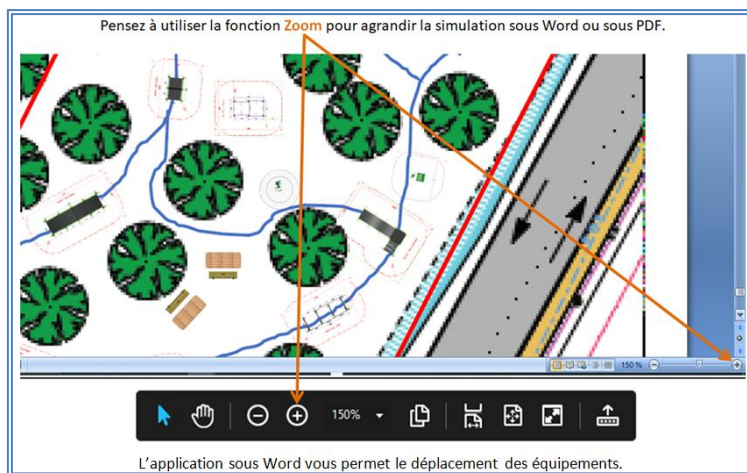 Pensez à utiliser la fonction Zoom pour agrandir la simulation sous Word ou sous PDF.
150 %
150%
L'application sous Word vous permet le déplacement des équipements.